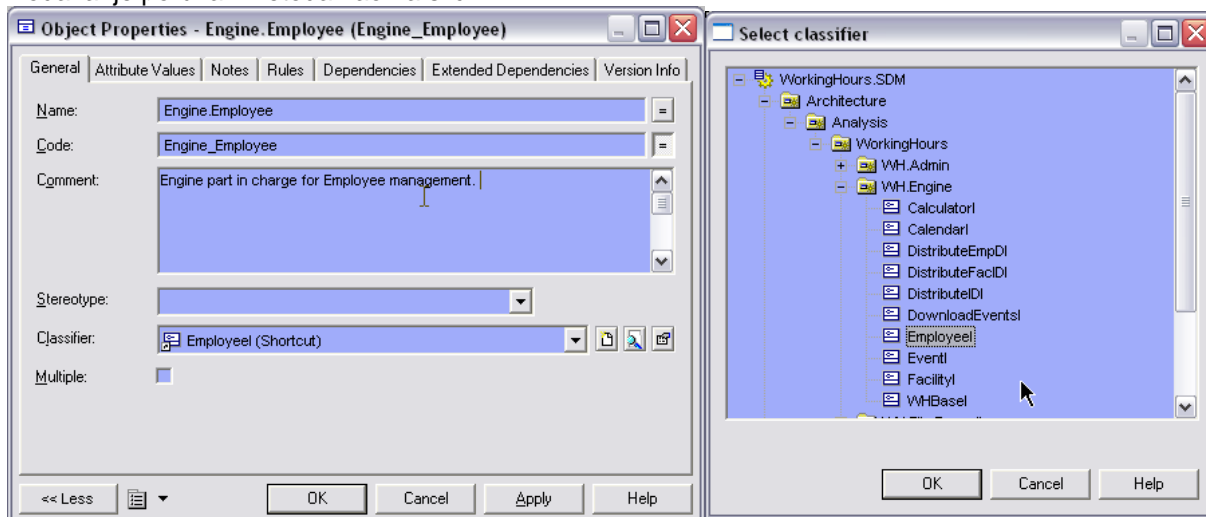 Object Properties - Engine.Employee (Engine_Employee)
General Attribute Values Notes Rules Dependencies Extended Dependencies Version Info
Name: Engine.Employee =
Code: Engine_Employee =
Comment: Engine part in charge for Employee management.
Stereotype:
Classifier: EmployeeI (Shortcut)
Multiple:
<< Less OK Cancel Apply Help
Select classifier
WorkingHours.SDM
Architecture
Analysis
WorkingHours
WH.Admin
WH.Engine
CalculatorI
CalendarI
DistributeEmpDI
DistributeFacIDI
DistributeIDI
DownloadEventsI
EmployeeI
EventI
FacilityI
WHBaseI
OK Cancel Help